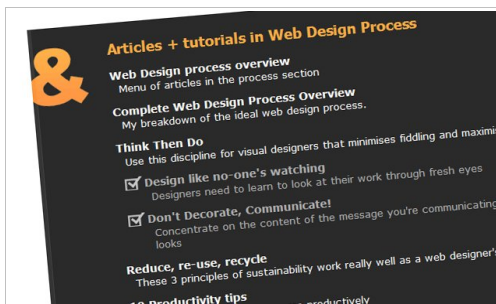 &
Articles + tutorials in Web Design Process
Web Design process overview
Menu of articles in the process section
Complete Web Design Process Overview
My breakdown of the ideal web design process.
Think Then Do
Use this discipline for visual designers that minimises fiddling and
Design like no-one's watching
Designers need to learn to look at their work through fresh eyes
Don't Decorate, Communicate!
Concentrate on the content of the message you're communicating
looks
Reduce, re-use, recycle
These 3 principles of sustainability work really well as a web designer's
Productivity tips
productively